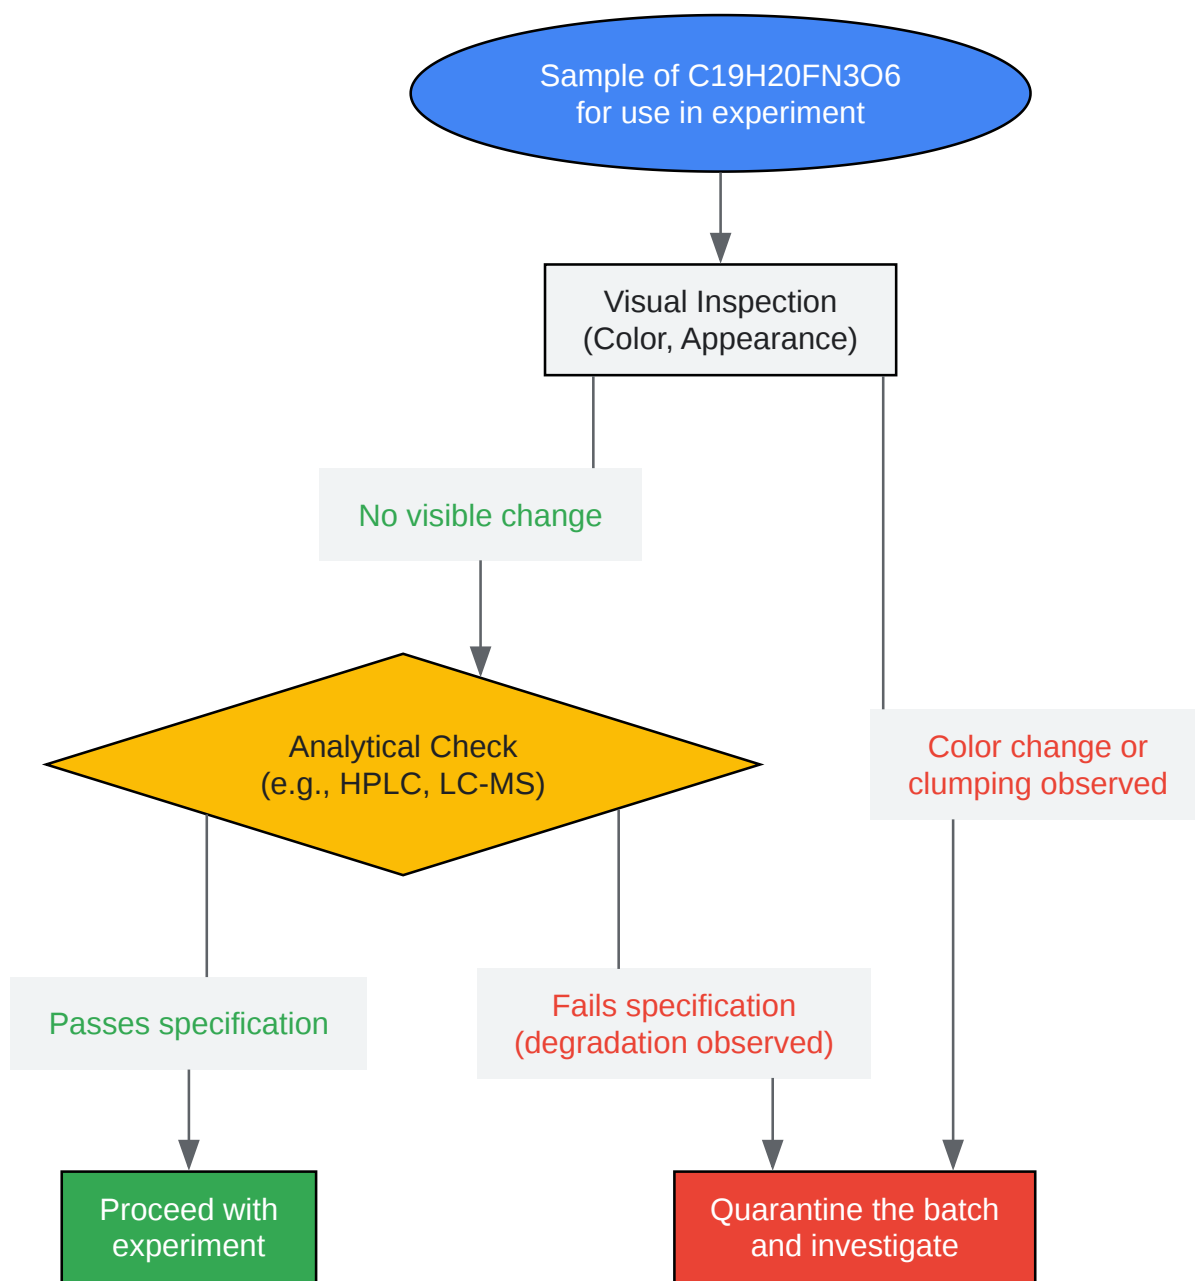 Sample of C19H20FN3O6
for use in experiment
Visual Inspection
(Color, Appearance)
No visible change
Analytical Check
(e.g., HPLC, LC-MS)
Color change or
clumping observed
Passes specification
Fails specification
(degradation observed)
Proceed with
experiment
Quarantine the batch
and investigate